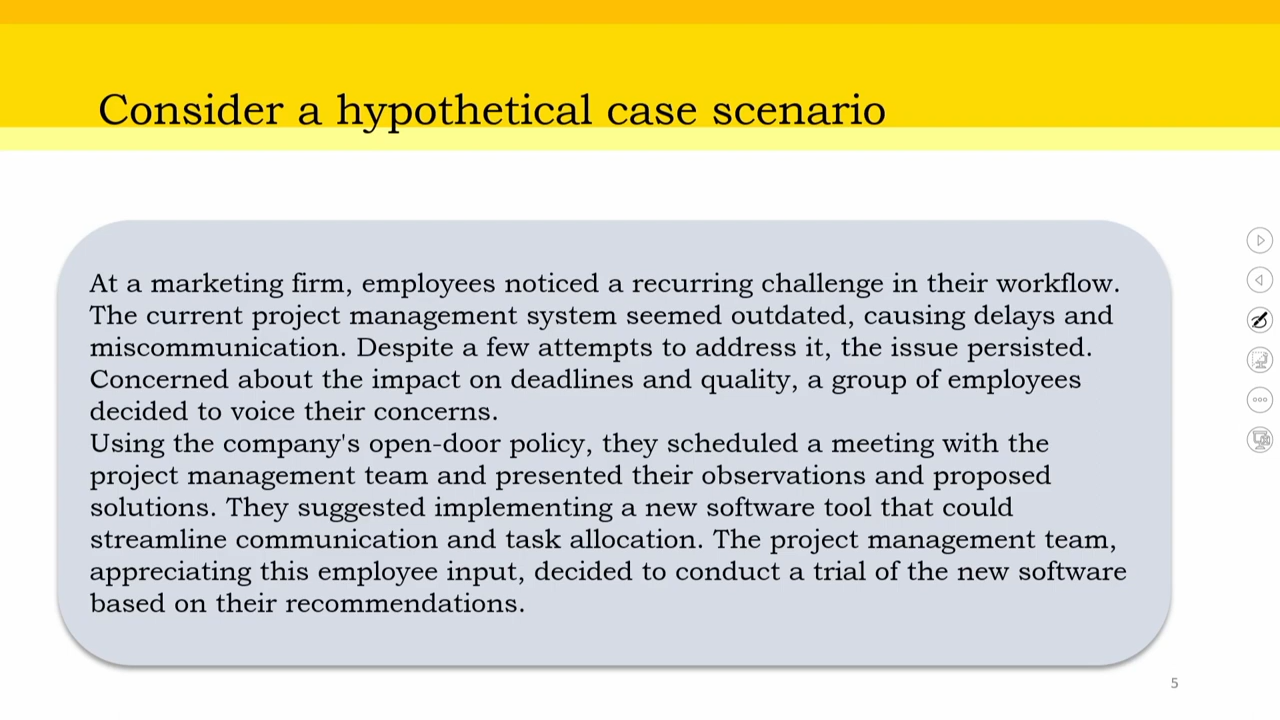 Consider a hypothetical case scenario
At a marketing firm, employees noticed a recurring challenge in their workflow.
The current project management system seemed outdated, causing delays and
miscommunication. Despite a few attempts to address it, the issue persisted.
Concerned about the impact on deadlines and quality, a group of employees
decided to voice their concerns.
Using the company's open-door policy, they scheduled a meeting with the
project management team and presented their observations and proposed
solutions. They suggested implementing a new software tool that could
streamline communication and task allocation. The project management team,
appreciating this employee input, decided to conduct a trial of the new software
based on their recommendations.
5